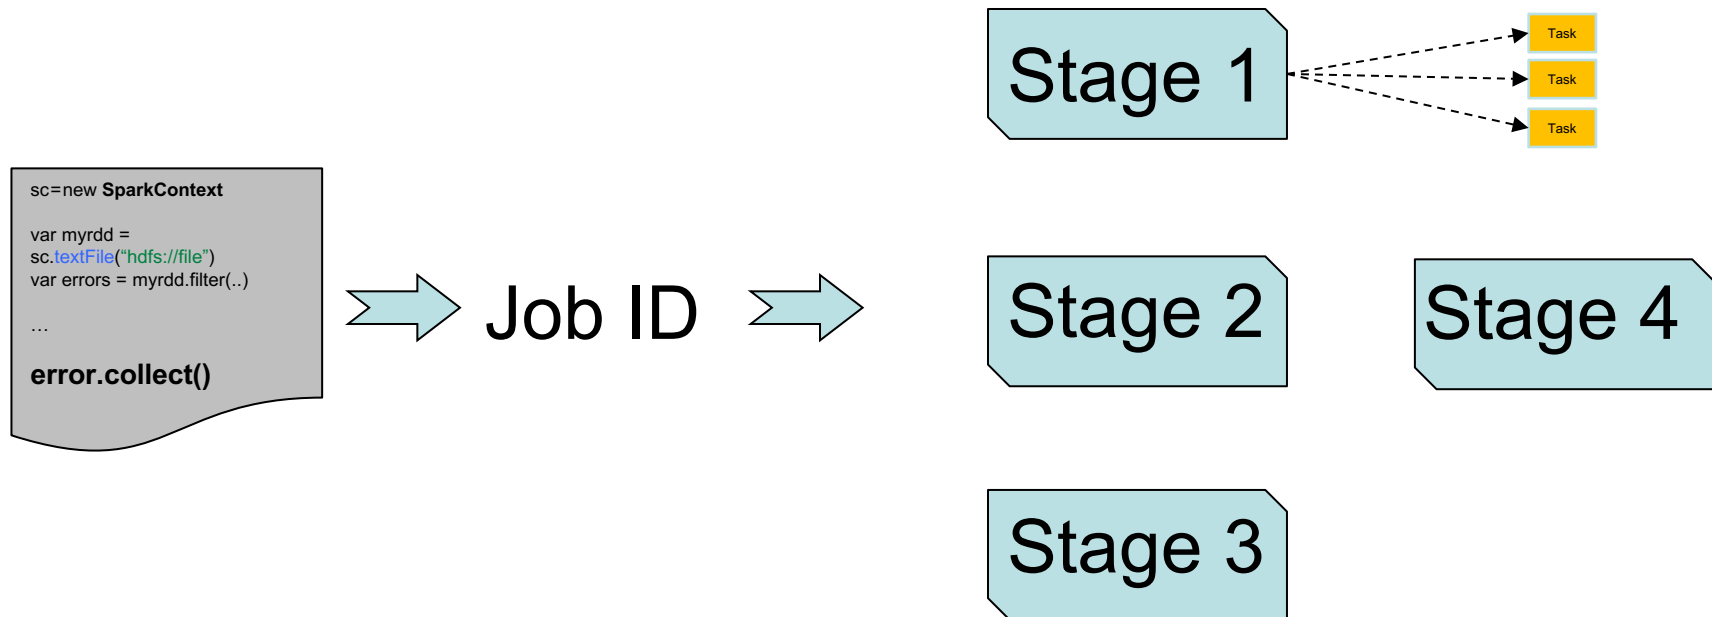 sc=new SparkContext
var myrdd =
sc.textFile(“hdfs://file”)
var errors = myrdd.filter(..)
…
error.collect()
Job ID
Stage 1
Task
Task
Task
Stage 2
Stage 4
Stage 3